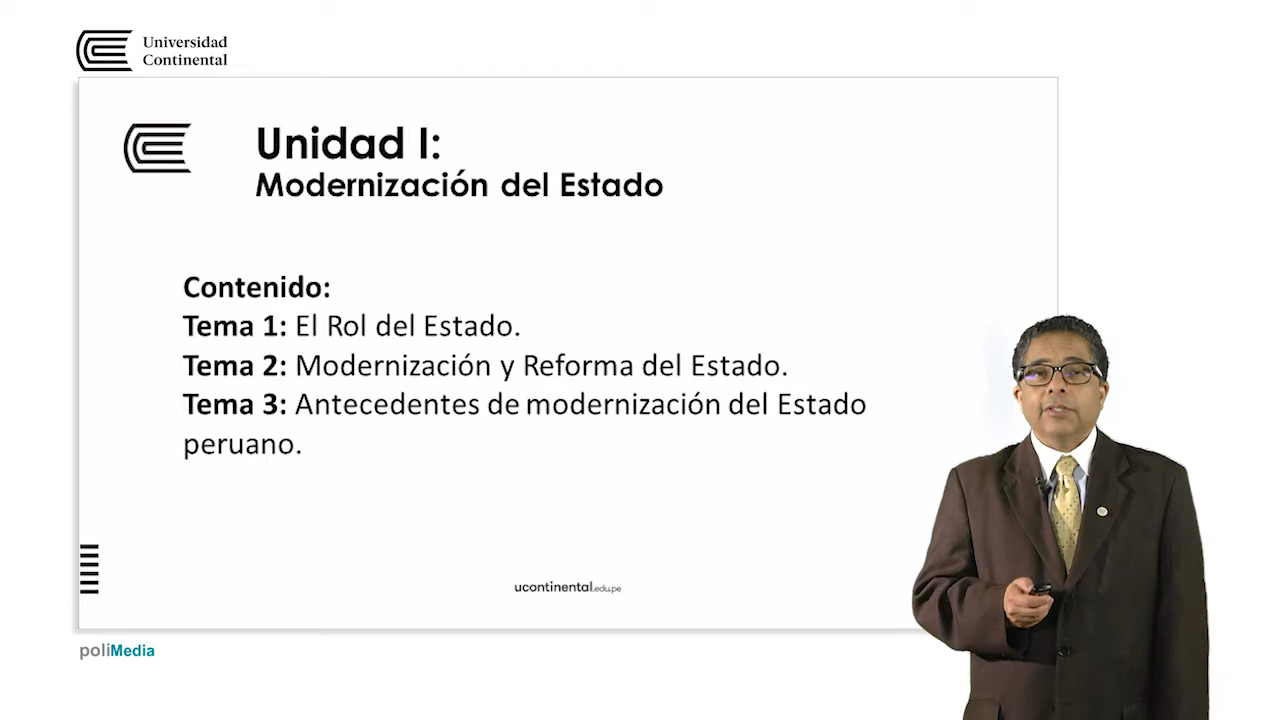 Universidad
Continental
Unidad I:
Modernización del Estado
Contenido:
Tema 1: El Rol del Estado.
Tema 2: Modernización y Reforma del Estado.
Tema 3: Antecedentes de modernización del Estado
peruano.
ucontinental.edu.pe
poliMedia